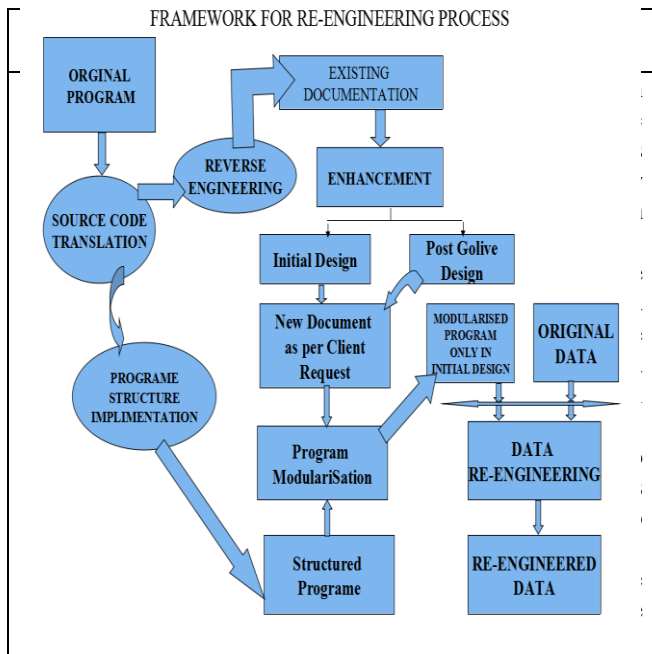 FRAMEWORK FOR RE-ENGINEERING PROCESS
ORGINAL
PROGRAM
EXISTING
DOCUMENTATION
REVERSE
ENGINEERING
ENHANCEMENT
SOURCE CODE
TRANSLATION
Initial Design
Post Golive
Design
New Document
as per Client
Request
MODULARISED
PROGRAM
ONLY IN
INITIAL DESIGN
ORIGINAL
DATA
PROGRAME
STRUCTURE
IMPLIMENTATION
Program
ModulariSation
DATA
RE-ENGINEERING
Structured
Programe
RE-ENGINEERED
DATA